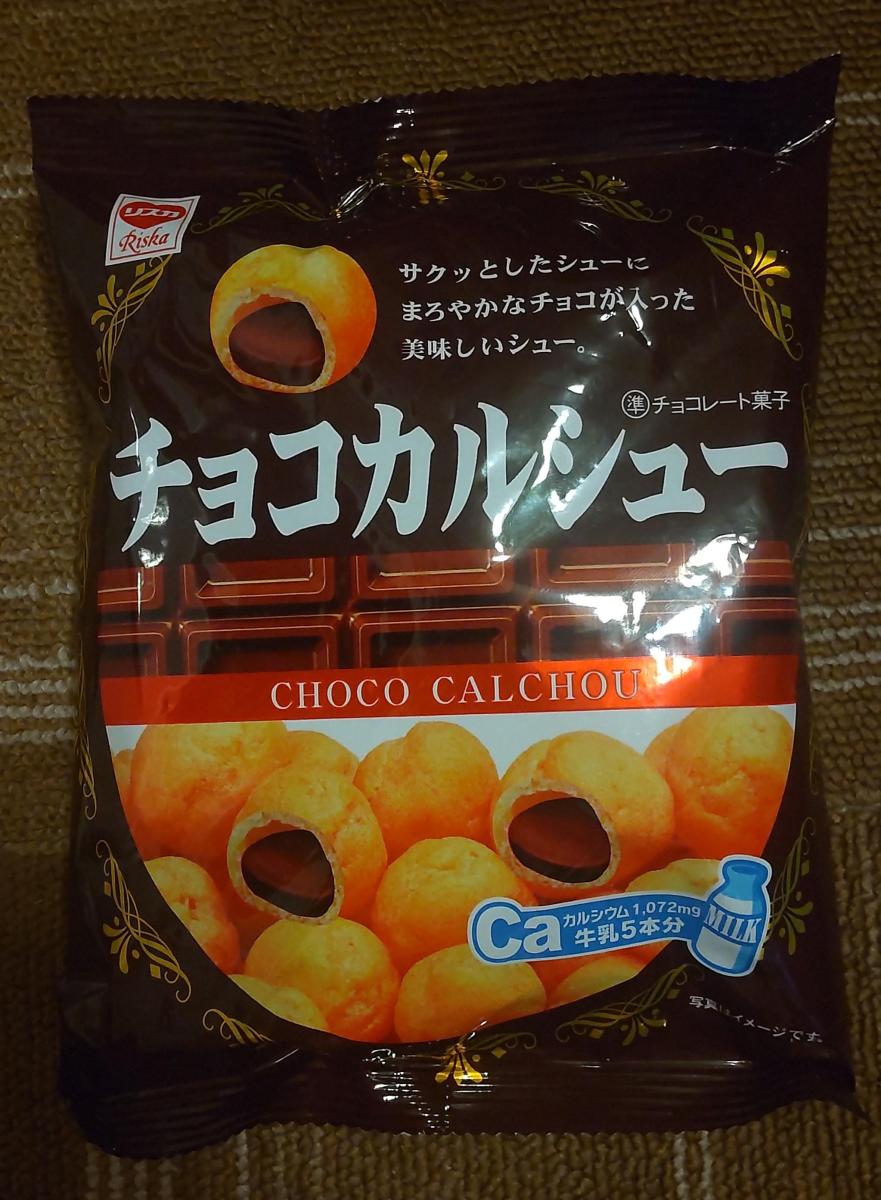 リスカ
Riska
サクッとしたシューに
まろやかなチョコが入った
美味しいシュー。
準チョコレート菓子
チョコカルシュー
CHOCO CALCHOU
Ca
カルシウム1,072mg
牛乳5本分
MILK
写真はイメージです。